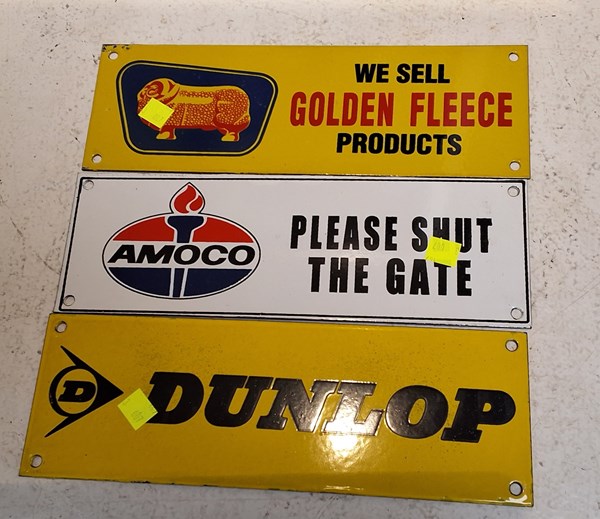 WE SELL
GOLDEN FLEECE
PRODUCTS
AMOCO
PLEASE SHUT
THE GATE
D
DUNLOP